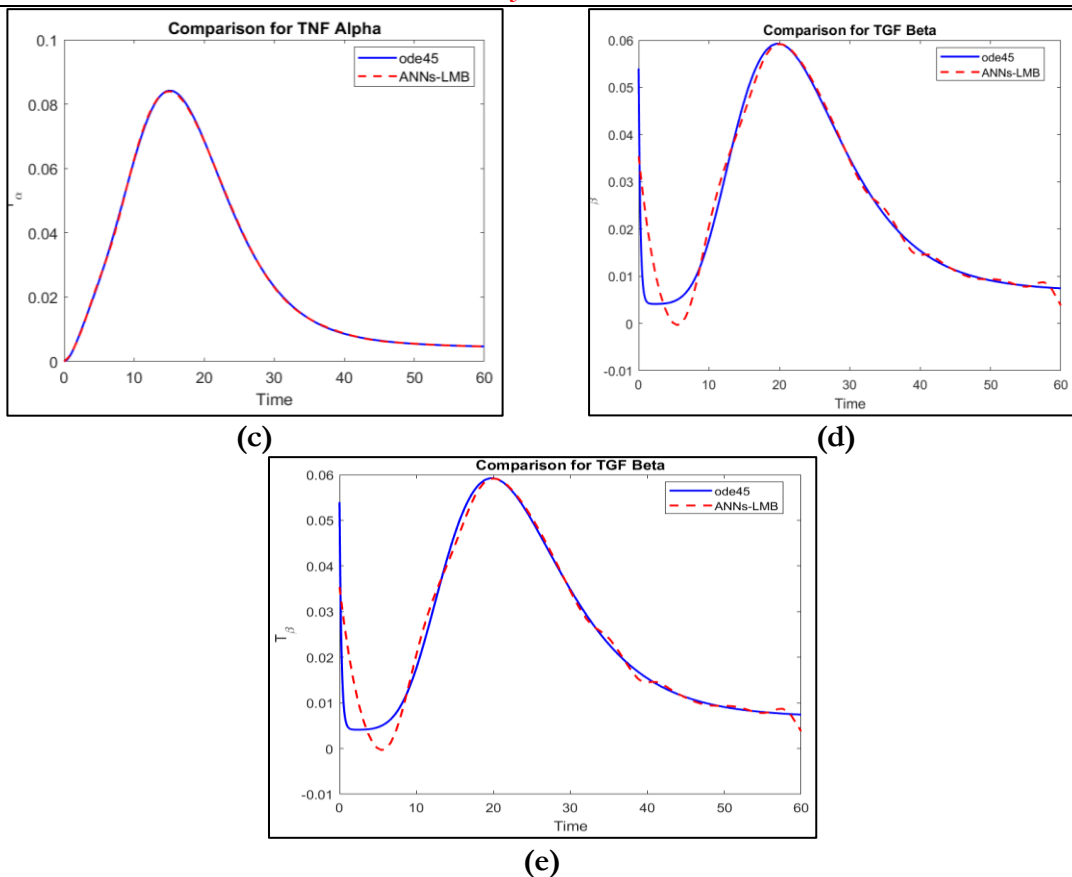 Comparison for TNF Alpha
ode45
ANNs-LMB
0.1
0.08
0.06
0.04
0.02
0
α
0 10 20 30 40 50 60
Time
(c)
Comparison for TGF Beta
ode45
ANNs-LMB
0.06
0.05
0.04
0.03
0.02
0.01
0
-0.01
β
0 10 20 30 40 50 60
Time
(d)
Comparison for TGF Beta
ode45
ANNs-LMB
0.06
0.05
0.04
0.03
0.02
0.01
0
-0.01
T β
0 10 20 30 40 50 60
Time
(e)